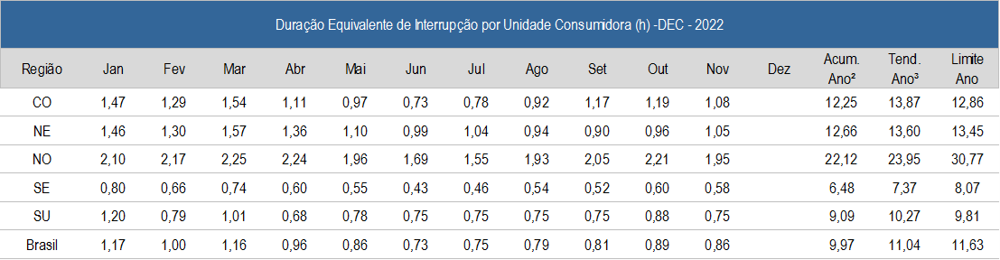 Duração Equivalente de Interrupção por Unidade Consumidora (h) -DEC - 2022
Região Jan Fev Mar Abr Mai Jun Jul Ago Set Out Nov Dez Acum. Ano² Tend. Ano³ Limite Ano
CO 1,47 1,29 1,54 1,11 0,97 0,73 0,78 0,92 1,17 1,19 1,08 12,25 13,87 12,86
NE 1,46 1,30 1,57 1,36 1,10 0,99 1,04 0,94 0,90 0,96 1,05 12,66 13,60 13,45
NO 2,10 2,17 2,25 2,24 1,96 1,69 1,55 1,93 2,05 2,21 1,95 22,12 23,95 30,77
SE 0,80 0,66 0,74 0,60 0,55 0,43 0,46 0,54 0,52 0,60 0,58 6,48 7,37 8,07
SU 1,20 0,79 1,01 0,68 0,78 0,75 0,75 0,75 0,75 0,88 0,75 9,09 10,27 9,81
Brasil 1,17 1,00 1,16 0,96 0,86 0,73 0,75 0,79 0,81 0,89 0,86 9,97 11,04 11,63